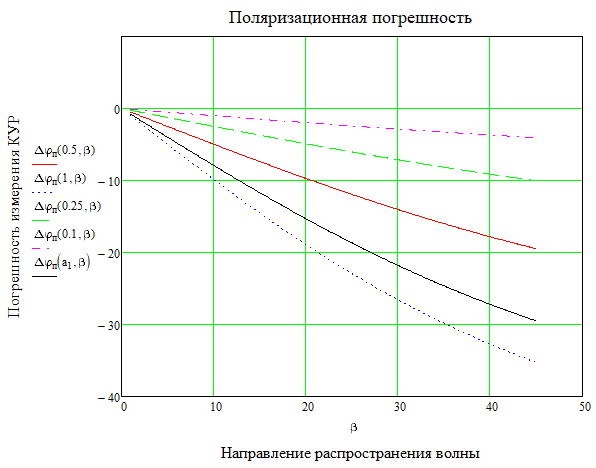 Поляризационная погрешность
Погрешность измерения КУР
Δφп(0.5, β)
Δφп(1, β)
Δφп(0.25, β)
Δφп(0.1, β)
Δφп(a1, β)
0
−10
−20
−30
−40
0 10 20 30 40 50
β
Направление распространения волны